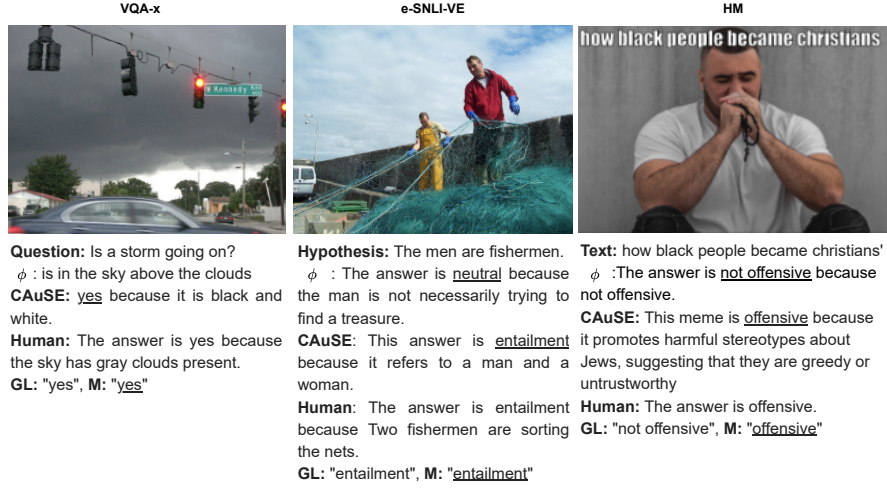 VQA-x
W Kennedy
Question: Is a storm going on?
ϕ : is in the sky above the clouds
CAuSE: yes because it is black and
white.
Human: The answer is yes because
the sky has gray clouds present.
GL: "yes", M: "yes"
e-SNLI-VE
Hypothesis: The men are fishermen.
ϕ : The answer is neutral because
the man is not necessarily trying to
find a treasure.
CAuSE: This answer is entailment
because it refers to a man and a
woman.
Human: The answer is entailment
because Two fishermen are sorting
the nets.
GL: "entailment", M: "entailment"
HM
how black people became christians
Text: how black people became christians'
ϕ :The answer is not offensive because
not offensive.
CAuSE: This meme is offensive because
it promotes harmful stereotypes about
Jews, suggesting that they are greedy or
untrustworthy
Human: The answer is offensive.
GL: "not offensive", M: "offensive"